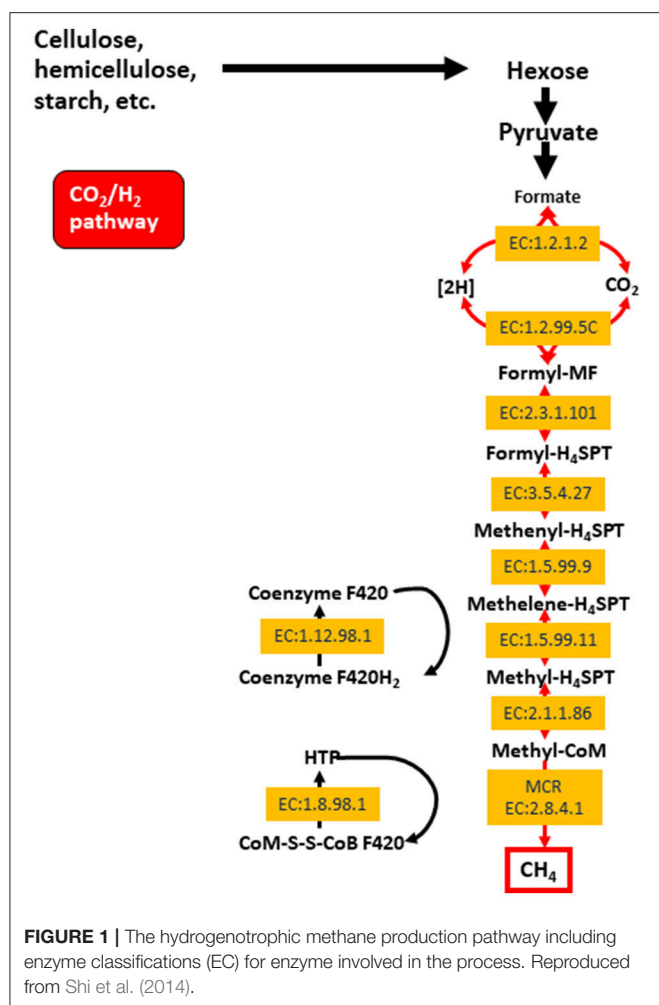 Cellulose,
hemicellulose,
starch, etc.
Hexose
Pyruvate
CO₂/H₂
pathway
Formate
EC:1.2.1.2
[2H]
CO₂
EC:1.2.99.5C
Formyl-MF
EC:2.3.1.101
Formyl-H₄SPT
EC:3.5.4.27
Methenyl-H₄SPT
EC:1.5.99.9
Methelene-H₄SPT
EC:1.5.99.11
Methyl-H₄SPT
EC:2.1.1.86
Methyl-CoM
MCR
EC:2.8.4.1
CH₄
Coenzyme F420
EC:1.12.98.1
Coenzyme F420H₂
HTP
EC:1.8.98.1
CoM-S-S-CoB F420
FIGURE 1 | The hydrogenotrophic methane production pathway including
enzyme classifications (EC) for enzyme involved in the process. Reproduced
from Shi et al. (2014).